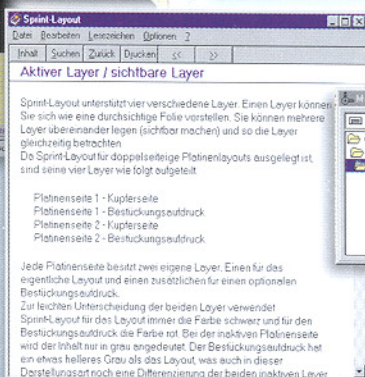 Sprint-Layout
Datei Bearbeiten Lesezeichen Optionen ?
Inhalt Suchen Zurück Drucken << >>
Aktiver Layer / sichtbare Layer
Sprint-Layout unterstützt vier verschiedene Layer. Einen Layer können
Sie sich wie eine durchsichtige Folie vorstellen. Sie können mehrere
Layer übereinander legen (sichtbar machen) und so die Layer
gleichzeitig betrachten.
Da Sprint-Layout für doppelseitige Platinenlayouts ausgelegt ist,
sind seine vier Layer wie folgt aufgeteilt
Platinenseite 1 - Kupferseite
Platinenseite 1 - Bestückungsaufdruck
Platinenseite 2 - Kupferseite
Platinenseite 2 - Bestückungsaufdruck
Jede Platinenseite besitzt zwei eigene Layer. Einen für das
eigentliche Layout und einen zusätzlichen für einen optionalen
Bestückungsaufdruck.
Zur leichten Unterscheidung der beiden Layer verwendet
Sprint-Layout für das Layout immer die Farbe schwarz und für den
Bestückungsaufdruck die Farbe rot. Bei der inaktiven Platinenseite
wird der Inhalt nur in grau angedeutet. Der Bestückungsaufdruck hat
ein etwas helleres Grau als das Layout, was auch in dieser
Darstellungsart noch eine Differenzierung der beiden inaktiven Layer
M